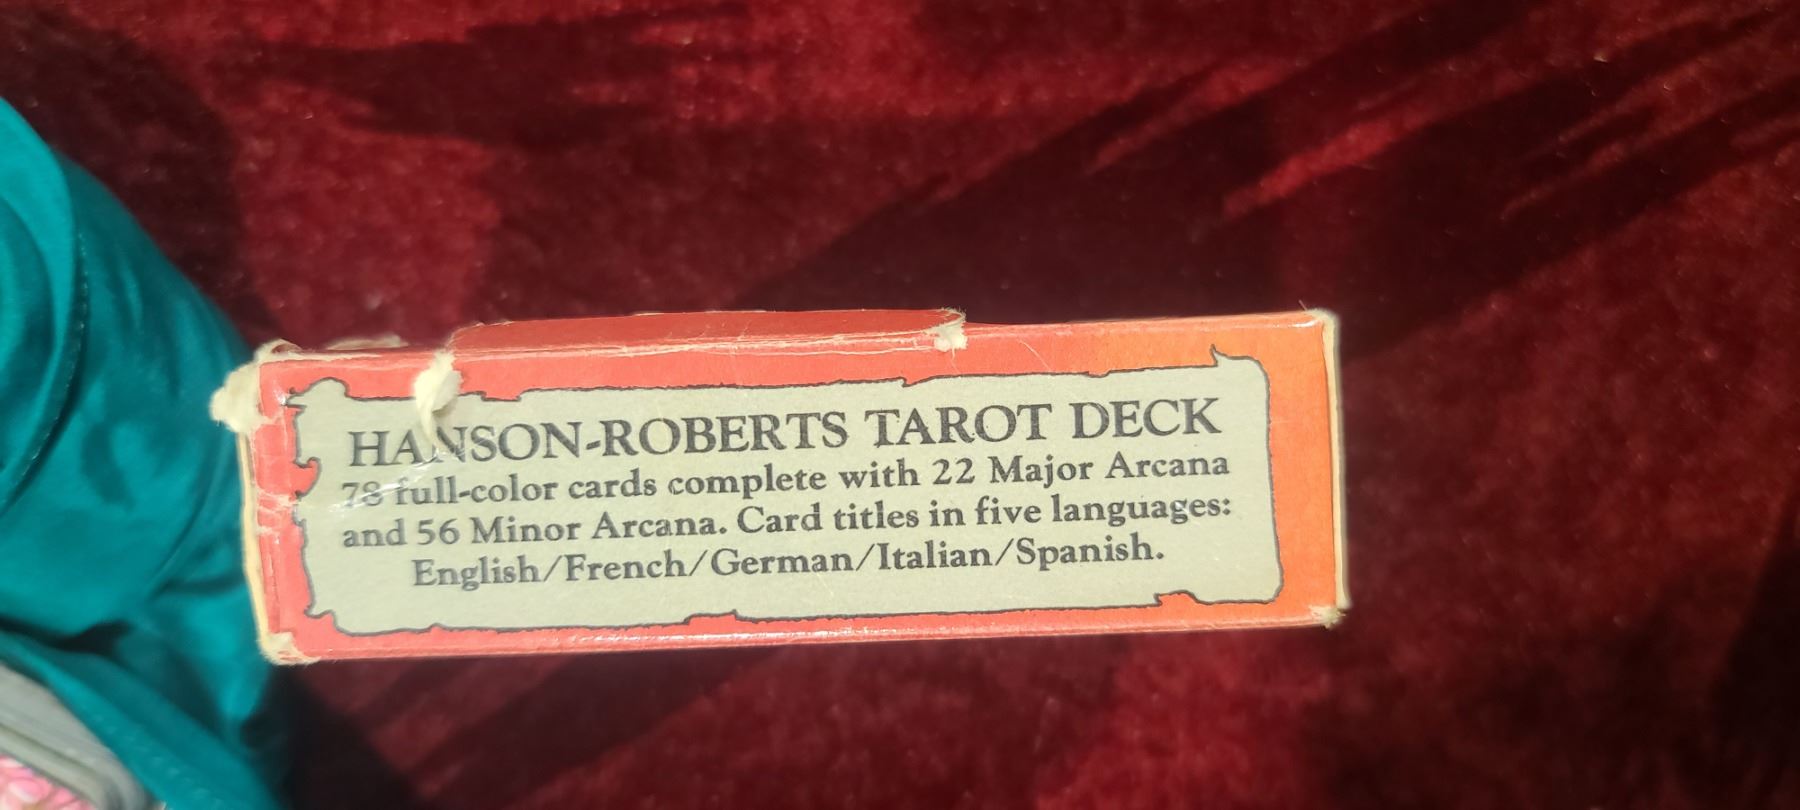 HANSON-ROBERTS TAROT DECK
78 full-color cards complete with 22 Major Arcana
and 56 Minor Arcana. Card titles in five languages:
English/French/German/Italian/Spanish.